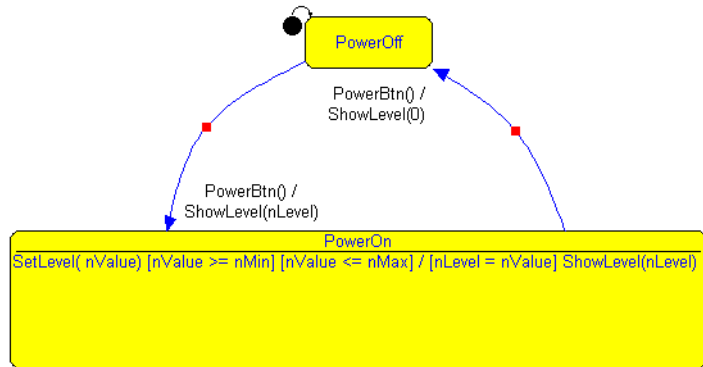 PowerOff
PowerBtn() /
ShowLevel(0)
PowerBtn() /
ShowLevel(nLevel)
PowerOn
SetLevel( nValue) [nValue >= nMin] [nValue <= nMax] / [nLevel = nValue] ShowLevel(nLevel)